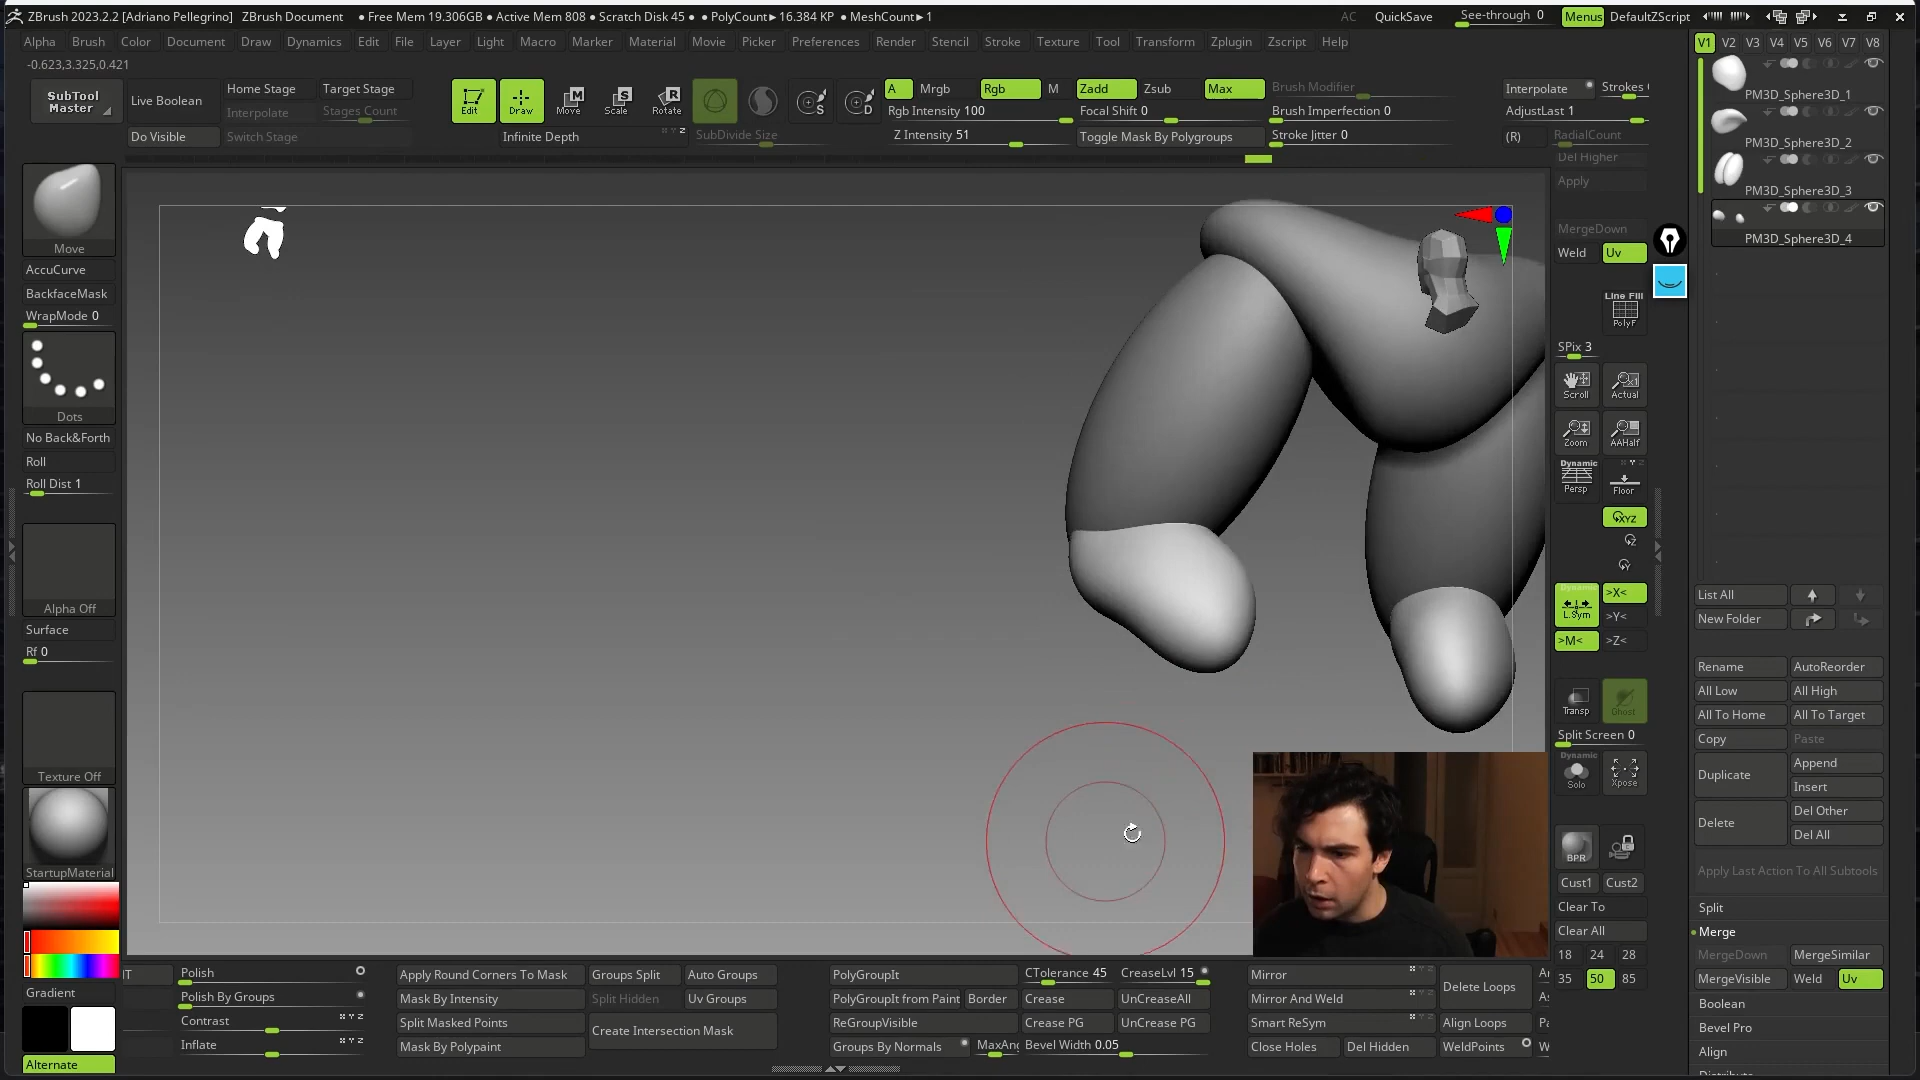 ZBrush 2023.2.2 [Adriano Pellegrino] ZBrush Document ● Free Mem 19.306GB ● Active Mem 808 ● Scratch Disk 45 ● ● PolyCount▸ 16.384 KP ● MeshCount▸ 1 AC QuickSave See-through 0 Menus DefaultZScript
Alpha Brush Color Document Draw Dynamics Edit File Layer Light Macro Marker Material Movie Picker Preferences Render Stencil Stroke Texture Tool Transform Zplugin Zscript Help
V1 V2 V3 V4 V5 V6 V7 V8
-0.623,3.325,0.421
SubTool Master
Live Boolean Home Stage Target Stage
Interpolate Stages Count
Do Visible Switch Stage
Edit Draw Move Scale Rotate
Infinite Depth SubDivide Size
A Mrgb Rgb M Zadd Zsub Max Brush Modifier
Rgb Intensity 100 Focal Shift 0 Brush Imperfection 0
Z Intensity 51 Toggle Mask By Polygroups Stroke Jitter 0
Interpolate Strokes
AdjustLast 1
(R) RadialCount
Del Higher
Apply
MergeDown
Weld Uv
Line Fill
PolyF
SPix 3
Scroll Actual
Zoom AAHalf
Dynamic
Persp Floor
XYZ
Dynamic
L.Sym >X<
>Y<
>M< >Z<
Transp Ghost
Split Screen 0
Dynamic
Solo Xpose
BPR
Cust1 Cust2
Clear To
Clear All
18 24 28
35 50 85
PM3D_Sphere3D_1
PM3D_Sphere3D_2
PM3D_Sphere3D_3
PM3D_Sphere3D_4
List All
New Folder
Rename AutoReorder
All Low All High
All To Home All To Target
Copy Paste
Duplicate Append
Insert
Delete Del Other
Del All
Apply Last Action To All Subtools
Split
Merge
MergeDown MergeSimilar
MergeVisible Weld Uv
Boolean
Bevel Pro
Align
Move
AccuCurve
BackfaceMask
WrapMode 0
Dots
No Back&Forth
Roll
Roll Dist 1
Alpha Off
Surface
Rf 0
Texture Off
StartupMaterial
Gradient
Alternate
Polish
Polish By Groups
Contrast
Inflate
Apply Round Corners To Mask Groups Split Auto Groups
Mask By Intensity Split Hidden Uv Groups
Split Masked Points Create Intersection Mask
Mask By Polypaint
PolyGroupIt CTolerance 45 CreaseLvl 15
PolyGroupIt from Paint Border Crease UnCreaseAll
ReGroupVisible Crease PG UnCrease PG
Groups By Normals Bevel Width 0.05
Mirror Delete Loops
Mirror And Weld
Smart ReSym Align Loops
Close Holes Del Hidden WeldPoints